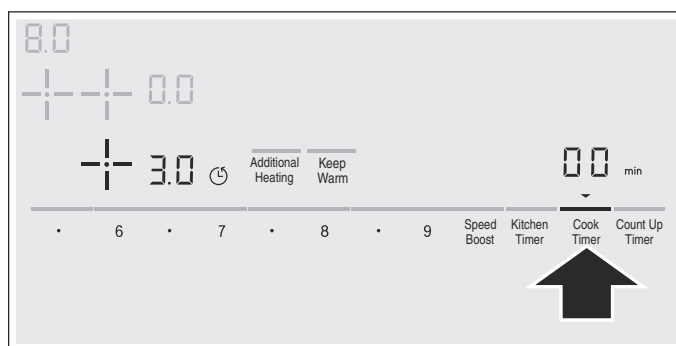 8.0
0.0
3.0 Additional Heating Keep Warm 00 min
· 6 · 7 · 8 · 9 Speed Boost Kitchen Timer Cook Timer Count Up Timer